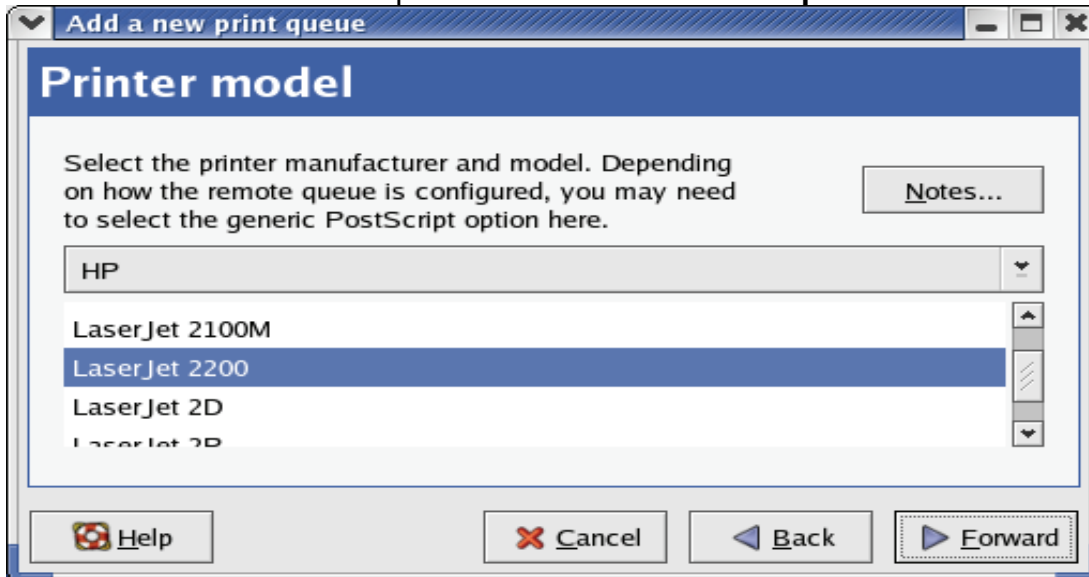 Add a new print queue
Printer model
Select the printer manufacturer and model. Depending
on how the remote queue is configured, you may need
to select the generic PostScript option here.
Notes...
HP
LaserJet 2100M
LaserJet 2200
LaserJet 2D
Help
Cancel
Back
Forward